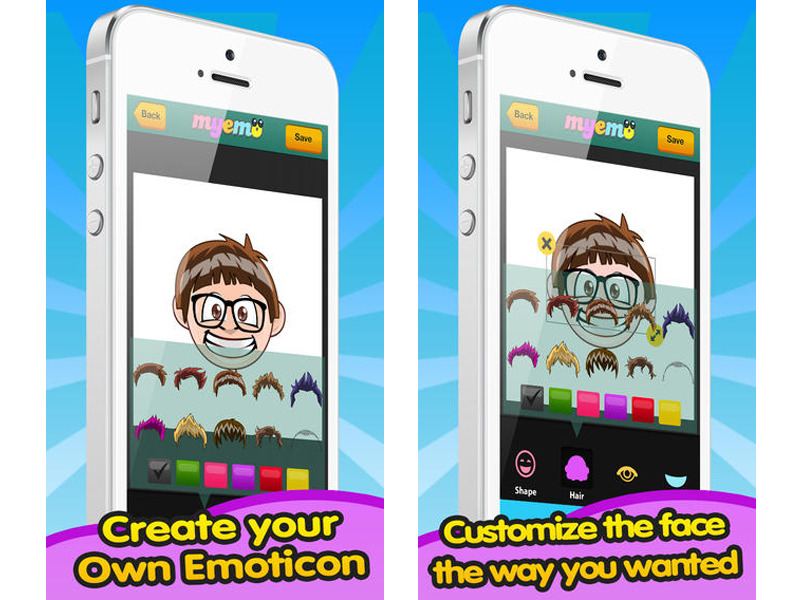 Back
myemo
Save
Create your
Own Emoticon
Back
myemo
Save
Shape
Hair
Customize the face
the way you wanted